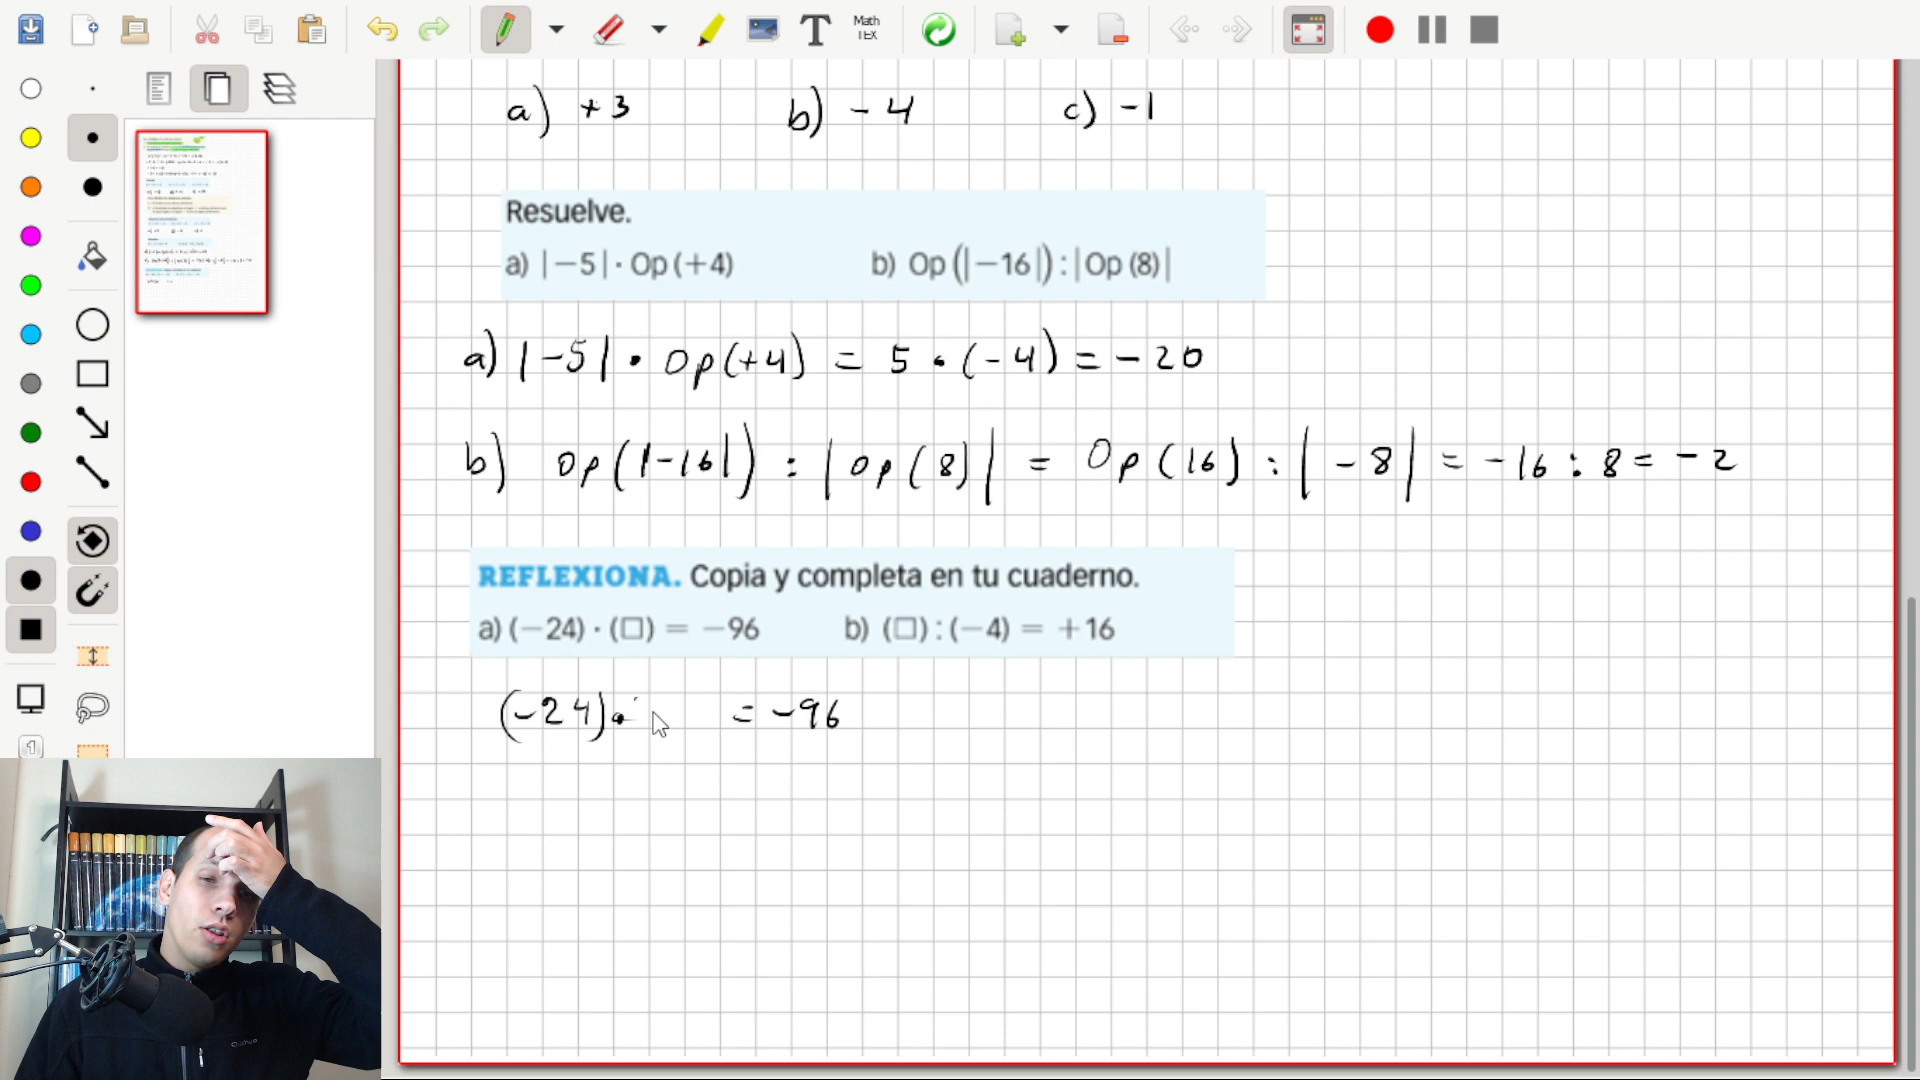 Math
TEX
a) +3 b) -4 c) -1
Resuelve.
a) |−5| · Op (+4) b) Op (|−16|) : |Op (8)|
a) |-5| · Op(+4) = 5 · (-4) = -20
b) Op(|-16|) : |Op(8)| = Op(16) : |-8| = -16 : 8 = -2
REFLEXIONA. Copia y completa en tu cuaderno.
a) (−24) · (□) = −96 b) (□) : (−4) = +16
(-24)· = -96
1